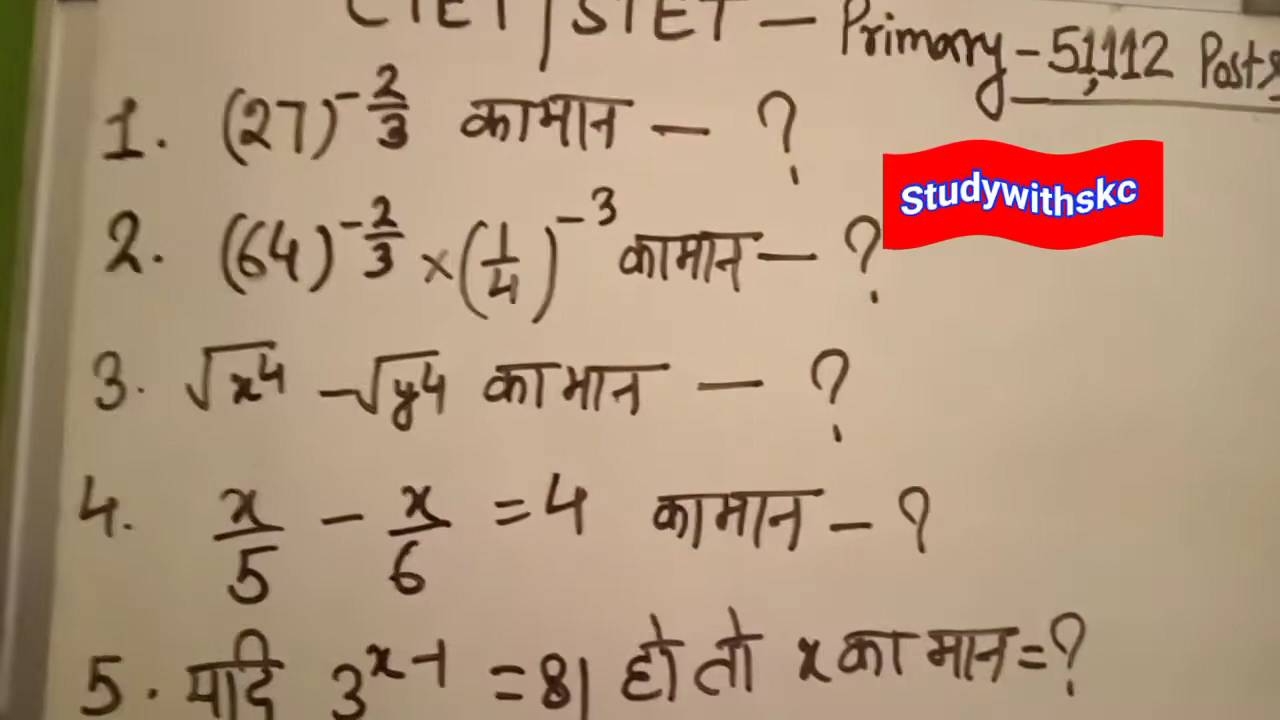 CTET/STET — Primary - 51,112 Posts
1. (27)^-2/3 का मान — ?
Studywithskc
2. (64)^-2/3 × (1/4)^-3 का मान — ?
3. √x⁴ - √y⁴ का मान — ?
4. x/5 - x/6 = 4 का मान - ?
5. यदि 3^x-1 = 81 हो तो x का मान = ?